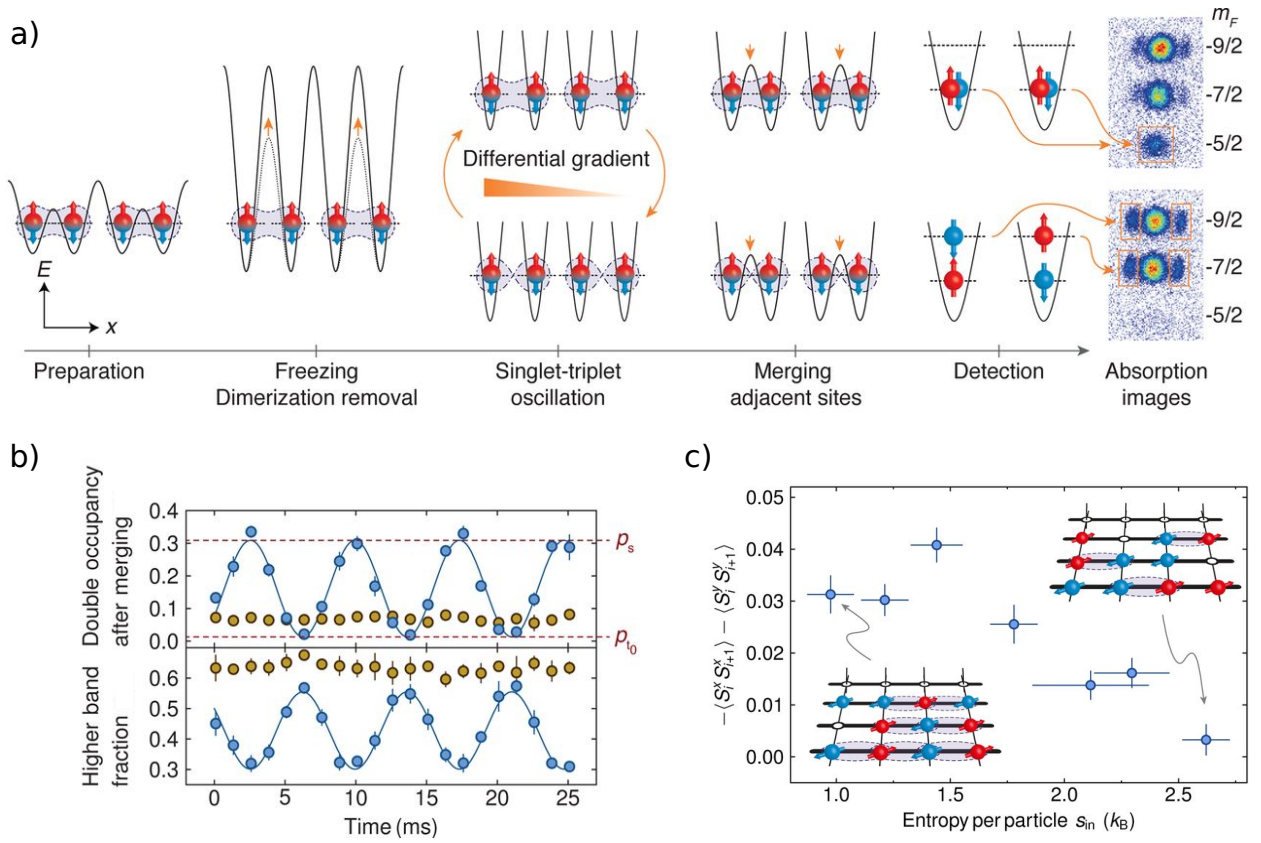 a)
m_F
-9/2
-7/2
-5/2
Differential gradient
-9/2
-7/2
-5/2
E
x
Preparation
Freezing
Dimerization removal
Singlet-triplet
oscillation
Merging
adjacent sites
Detection
Absorption
images
b)
Double occupancy
after merging
0.4
0.3
0.2
0.1
0.0
p_s
p_t₀
Higher band
fraction
0.6
0.5
0.4
0.3
0
5
10
15
20
25
Time (ms)
c)
−⟨S_i^x S_{i+1}^x⟩ − ⟨S_i^y S_{i+1}^y⟩
0.05
0.04
0.03
0.02
0.01
0.00
1.0
1.5
2.0
2.5
Entropy per particle s_in (k_B)